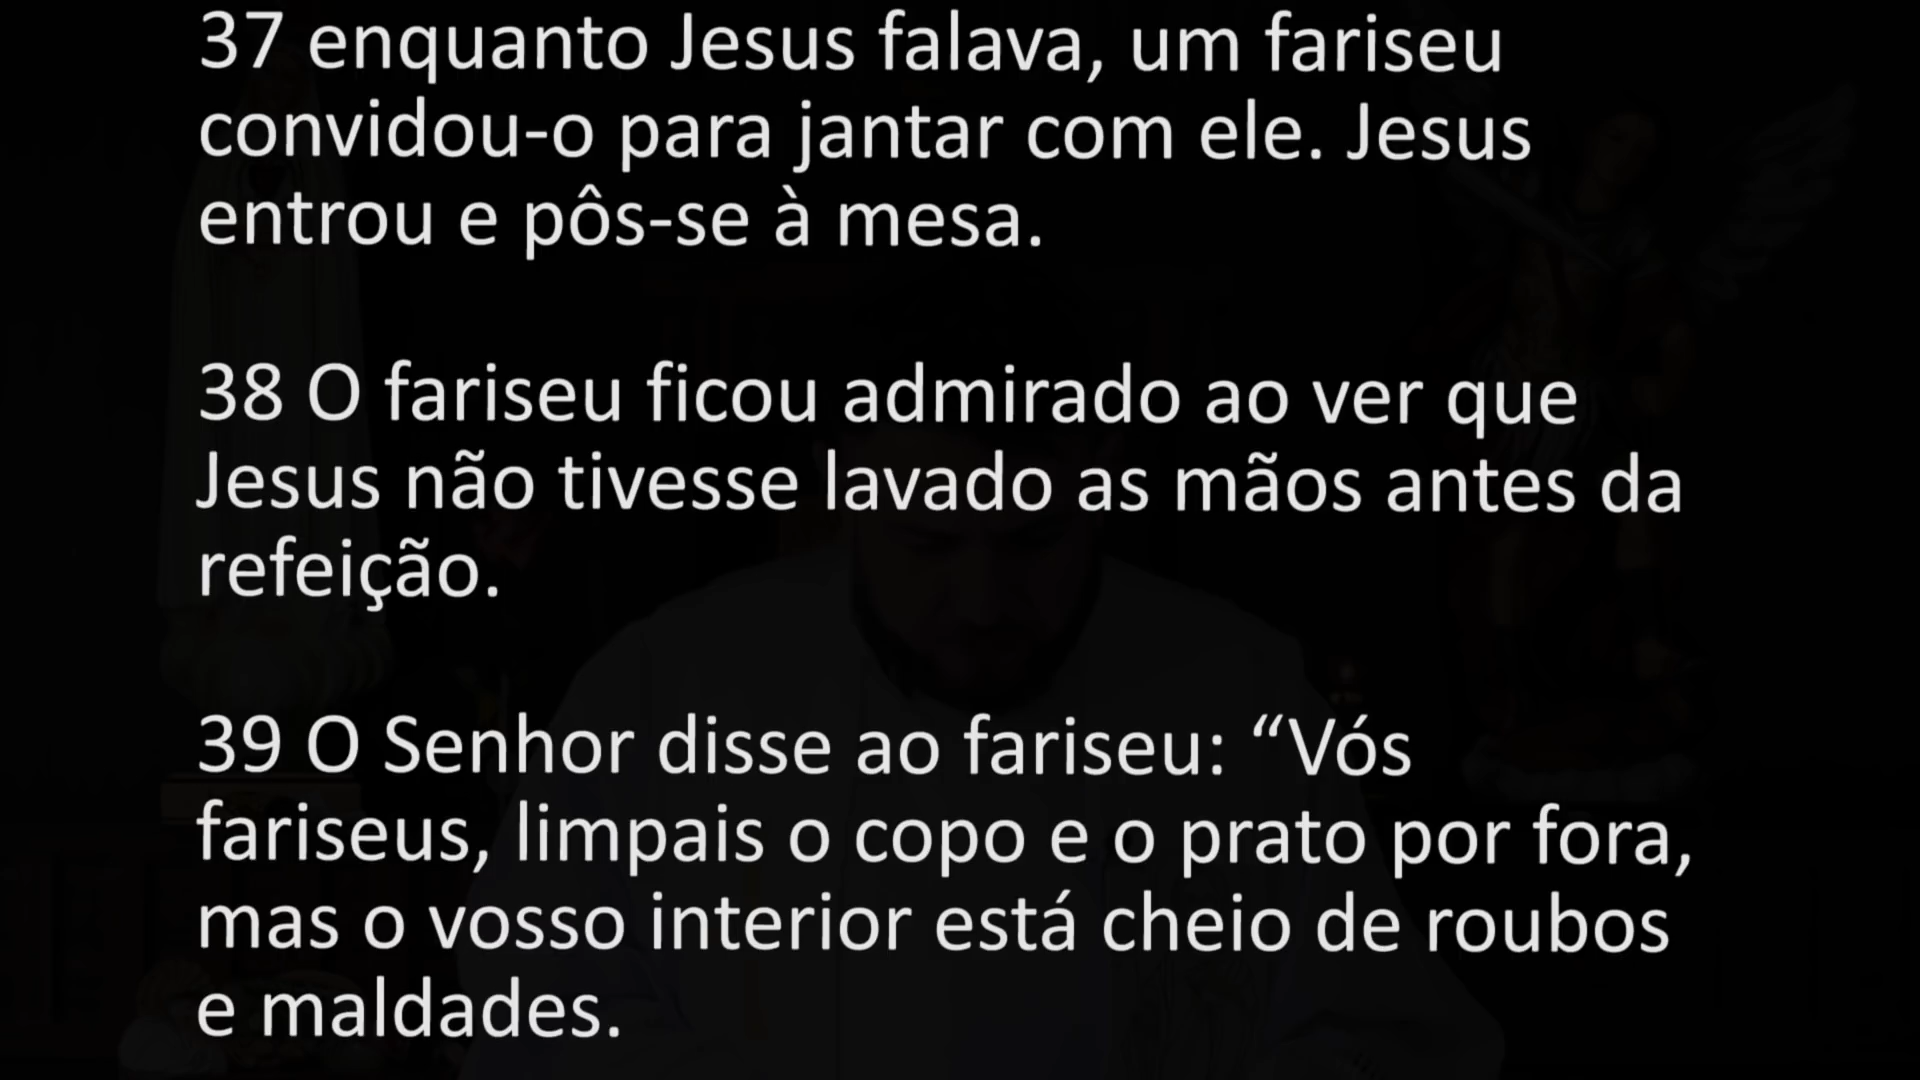 37 enquanto Jesus falava, um fariseu
convidou-o para jantar com ele. Jesus
entrou e pôs-se à mesa.
38 O fariseu ficou admirado ao ver que
Jesus não tivesse lavado as mãos antes da
refeição.
39 O Senhor disse ao fariseu: “Vós
fariseus, limpais o copo e o prato por fora,
mas o vosso interior está cheio de roubos
e maldades.